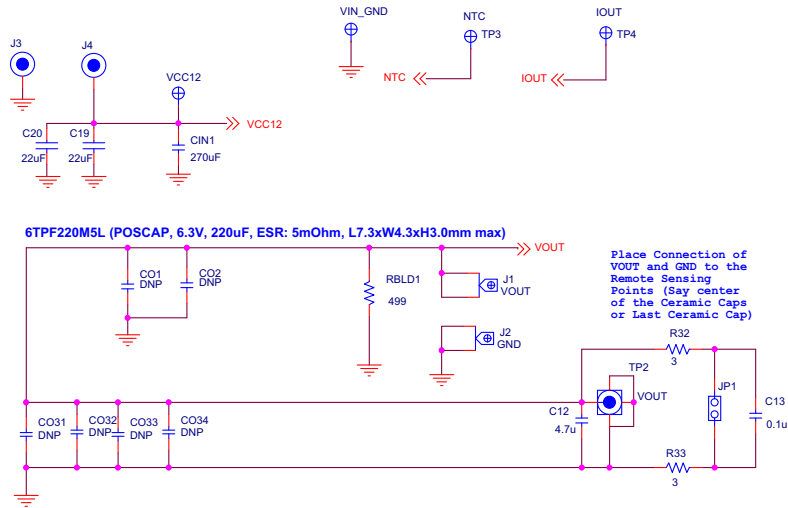 VIN_GND
NTC
TP3
IOUT
TP4
J3
J4
VCC12
NTC
IOUT
VCC12
C20
22uF
C19
22uF
CIN1
270uF
6TPF220M5L (POSCAP, 6.3V, 220uF, ESR: 5mOhm, L7.3xW4.3xH3.0mm max)
VOUT
CO1
DNP
CO2
DNP
RBLD1
499
J1
VOUT
J2
GND
Place Connection of
VOUT and GND to the
Remote Sensing
Points (Say center
of the Ceramic Caps
or Last Ceramic Cap)
R32
3
TP2
VOUT
JP1
C13
0.1u
C12
4.7u
R33
3
CO31
DNP
CO32
DNP
CO33
DNP
CO34
DNP